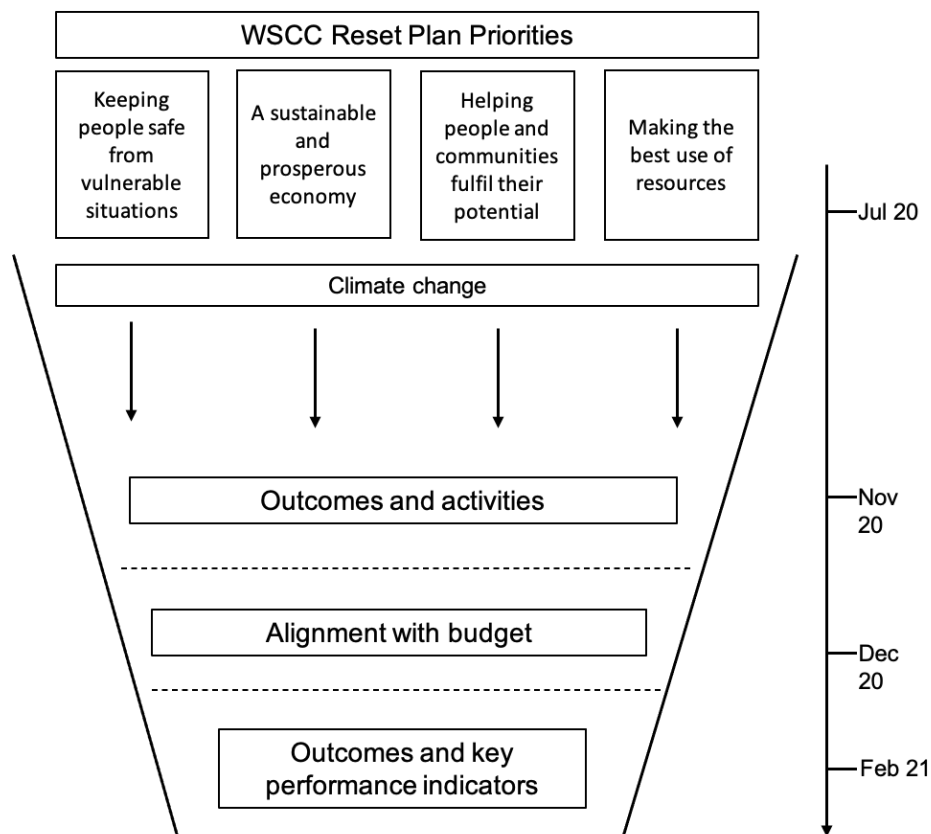 WSCC Reset Plan Priorities
Keeping
people safe
from
vulnerable
situations
A sustainable
and
prosperous
economy
Helping
people and
communities
fulfil their
potential
Making the
best use of
resources
Jul 20
Climate change
Outcomes and activities
Nov
20
Alignment with budget
Dec
20
Outcomes and key
performance indicators
Feb 21